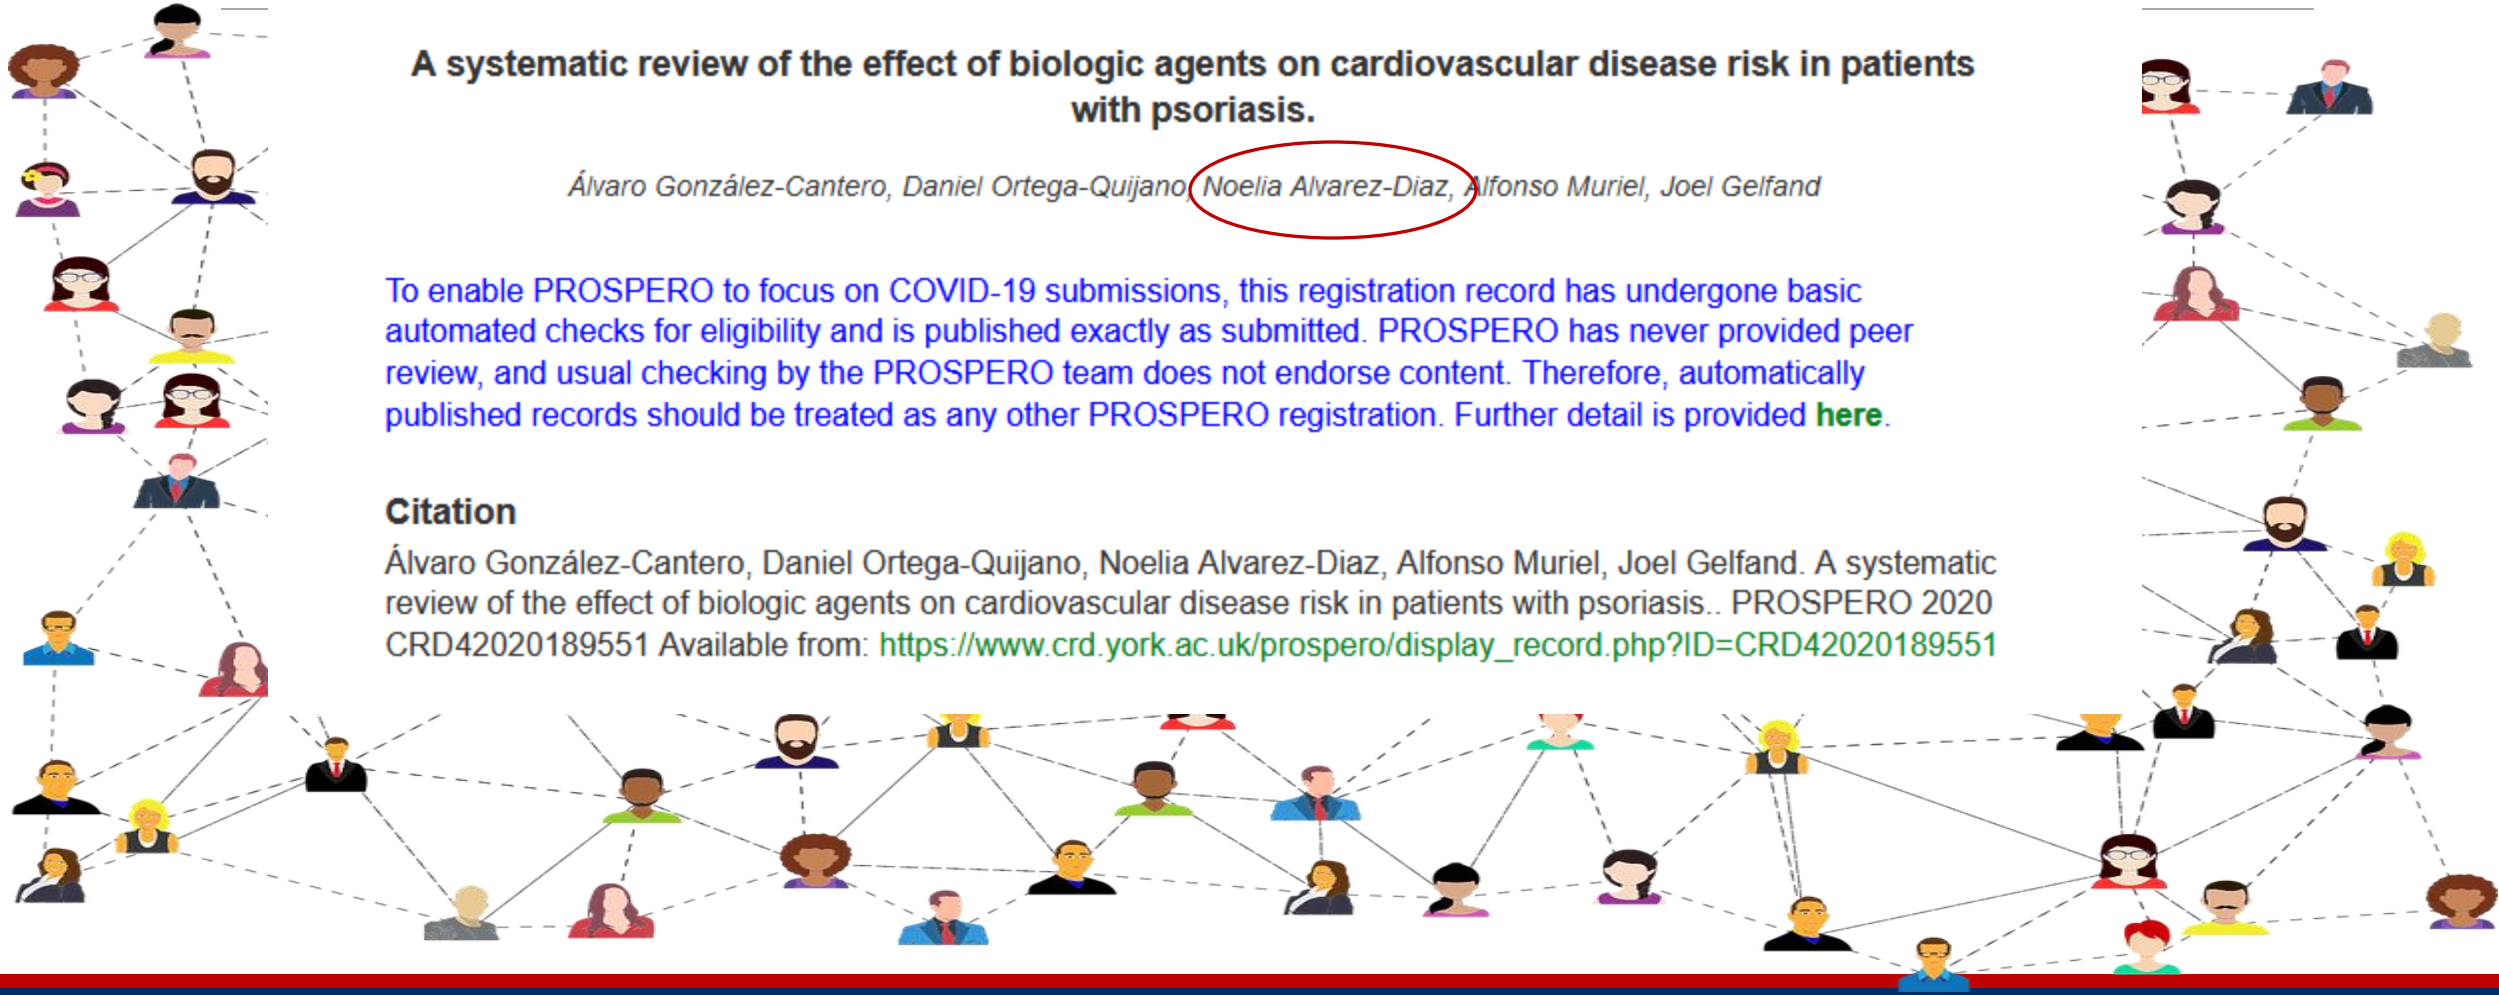 A systematic review of the effect of biologic agents on cardiovascular disease risk in patients
with psoriasis.
Álvaro González-Cantero, Daniel Ortega-Quijano, Noelia Alvarez-Diaz, Alfonso Muriel, Joel Gelfand
To enable PROSPERO to focus on COVID-19 submissions, this registration record has undergone basic
automated checks for eligibility and is published exactly as submitted. PROSPERO has never provided peer
review, and usual checking by the PROSPERO team does not endorse content. Therefore, automatically
published records should be treated as any other PROSPERO registration. Further detail is provided here.
Citation
Álvaro González-Cantero, Daniel Ortega-Quijano, Noelia Alvarez-Diaz, Alfonso Muriel, Joel Gelfand. A systematic
review of the effect of biologic agents on cardiovascular disease risk in patients with psoriasis.. PROSPERO 2020
CRD42020189551 Available from: https://www.crd.york.ac.uk/prospero/display_record.php?ID=CRD42020189551